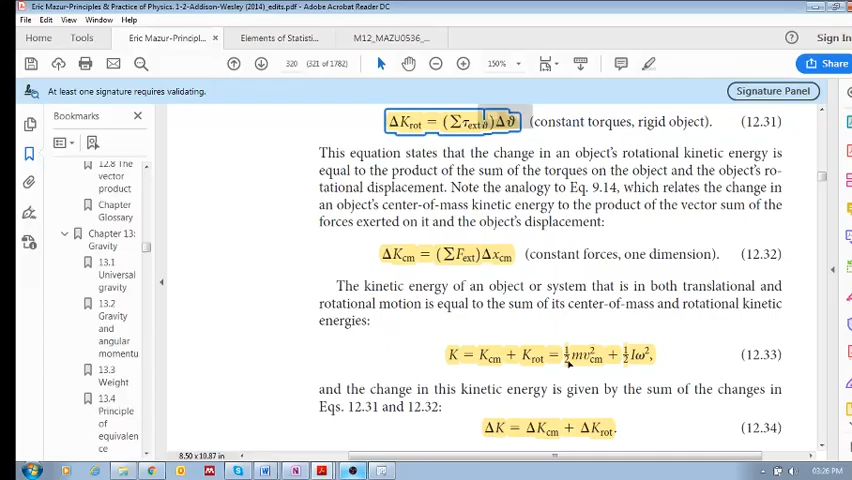 Eric Mazur-Principles & Practice of Physics. 1-2-Addison-Wesley (2014)_edits.pdf - Adobe Acrobat Reader DC
File Edit View Window Help
Home Tools Eric Mazur-Princip... × Elements of Statisti... M12_MAZU0536_... ? Sign In
320 (321 of 1782) 150% Share
At least one signature requires validating. Signature Panel
Bookmarks ×
12.8 The
vector
product
Chapter
Glossary
Chapter 13:
Gravity
13.1
Universal
gravity
13.2
Gravity
and
angular
momentu
13.3
Weight
13.4
Principle
of
equivalen
ce
ΔKrot = (Στextϑ)Δϑ (constant torques, rigid object). (12.31)
This equation states that the change in an object's rotational kinetic energy is
equal to the product of the sum of the torques on the object and the object's ro-
tational displacement. Note the analogy to Eq. 9.14, which relates the change in
an object's center-of-mass kinetic energy to the product of the vector sum of the
forces exerted on it and the object's displacement:
ΔKcm = (ΣFext)Δxcm (constant forces, one dimension). (12.32)
The kinetic energy of an object or system that is in both translational and
rotational motion is equal to the sum of its center-of-mass and rotational kinetic
energies:
K = Kcm + Krot = ½mv²cm + ½Iω², (12.33)
and the change in this kinetic energy is given by the sum of the changes in
Eqs. 12.31 and 12.32:
ΔK = ΔKcm + ΔKrot. (12.34)
8.50 x 10.87 in
03:26 PM